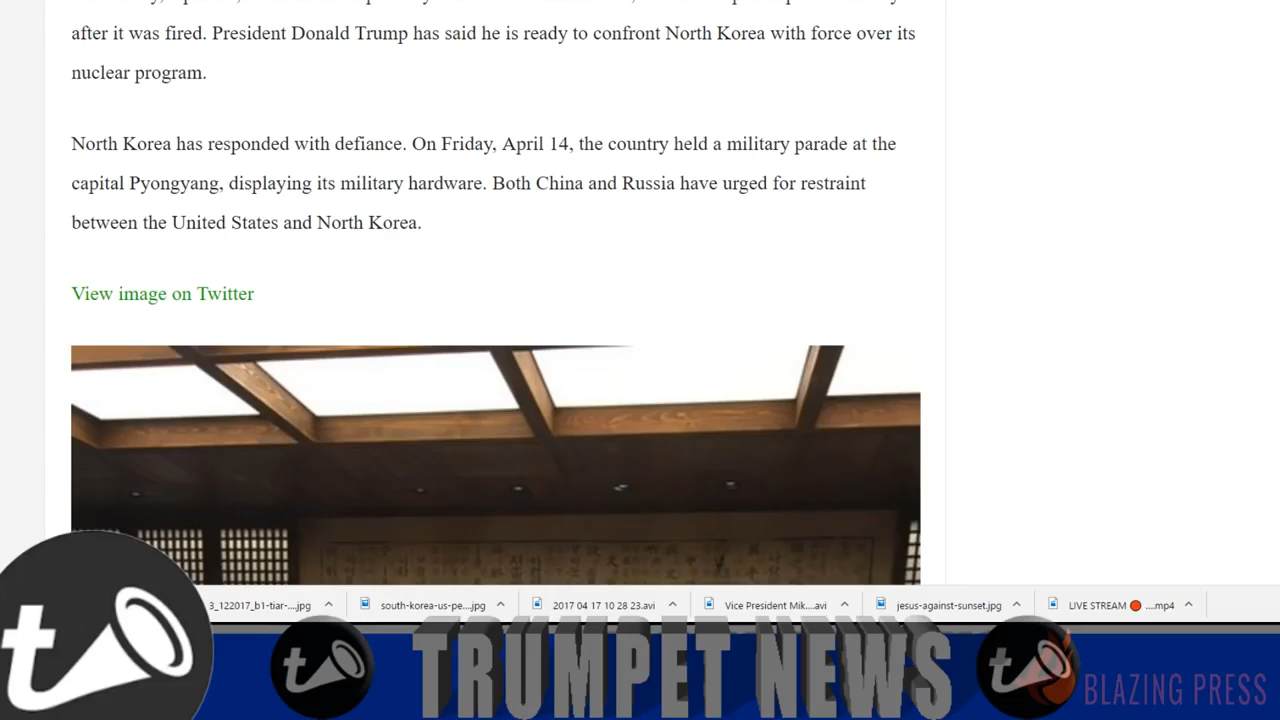 after it was fired. President Donald Trump has said he is ready to confront North Korea with force over its
nuclear program.
North Korea has responded with defiance. On Friday, April 14, the country held a military parade at the
capital Pyongyang, displaying its military hardware. Both China and Russia have urged for restraint
between the United States and North Korea.
View image on Twitter
3_122017_b1-tiar-....jpg
south-korea-us-pe....jpg
2017 04 17 10 28 23.avi
Vice President Mik....avi
jesus-against-sunset.jpg
LIVE STREAM 🔴 ....mp4
t
TRUMPET NEWS
t
t
BLAZING PRESS